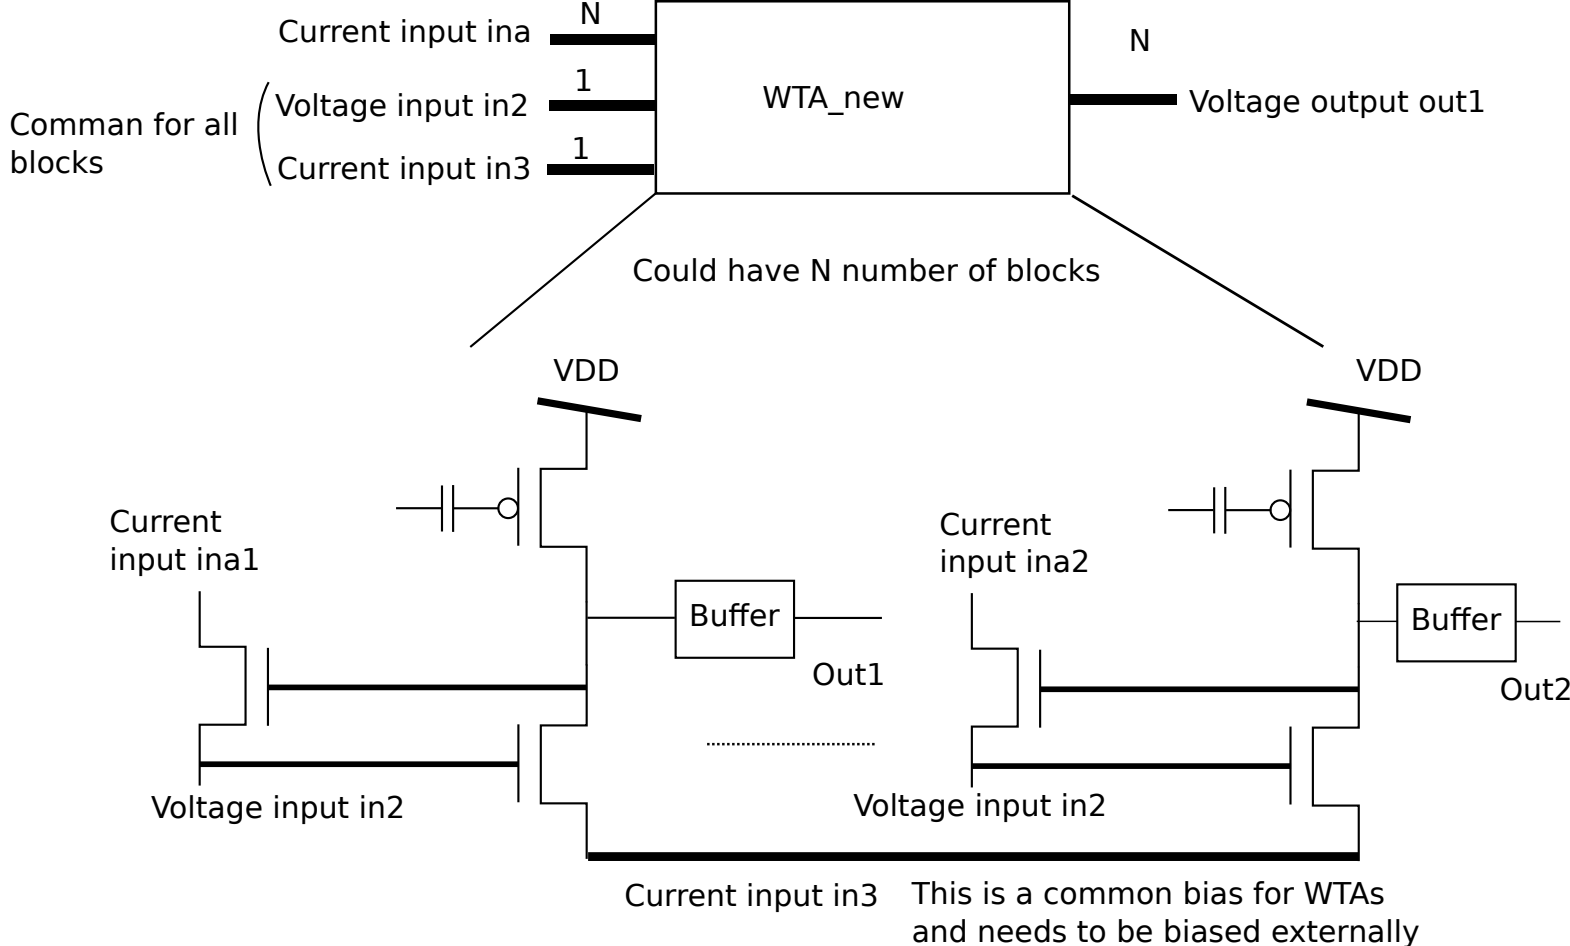 Current input ina
N
N
Comman for all
blocks
Voltage input in2
1
WTA_new
Voltage output out1
Current input in3
1
Could have N number of blocks
VDD
VDD
Current
input ina1
Current
input ina2
Buffer
Buffer
Out1
Out2
Voltage input in2
Voltage input in2
Current input in3
This is a common bias for WTAs
and needs to be biased externally